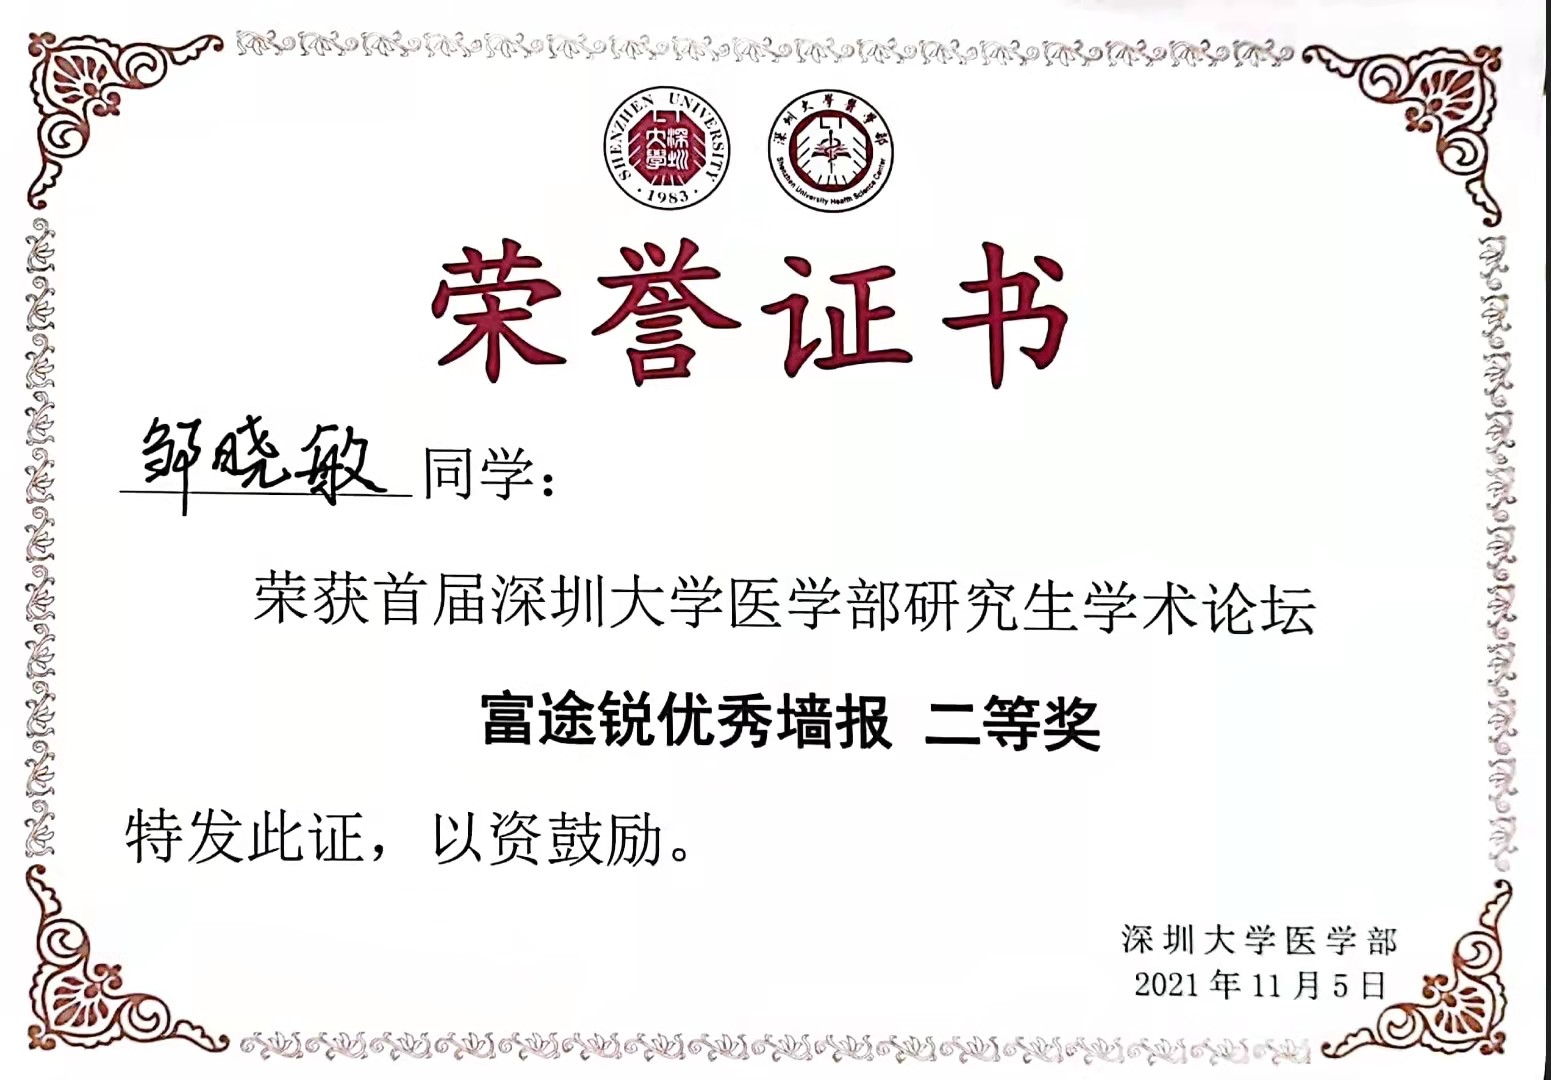 SHENZHEN UNIVERSITY
深圳大學
·1983·
深圳大學醫學部
Shenzhen University Health Science Center
荣誉证书
邹晓敏同学：
荣获首届深圳大学医学部研究生学术论坛
富途锐优秀墙报 二等奖
特发此证，以资鼓励。
深圳大学医学部
2021年11月5日